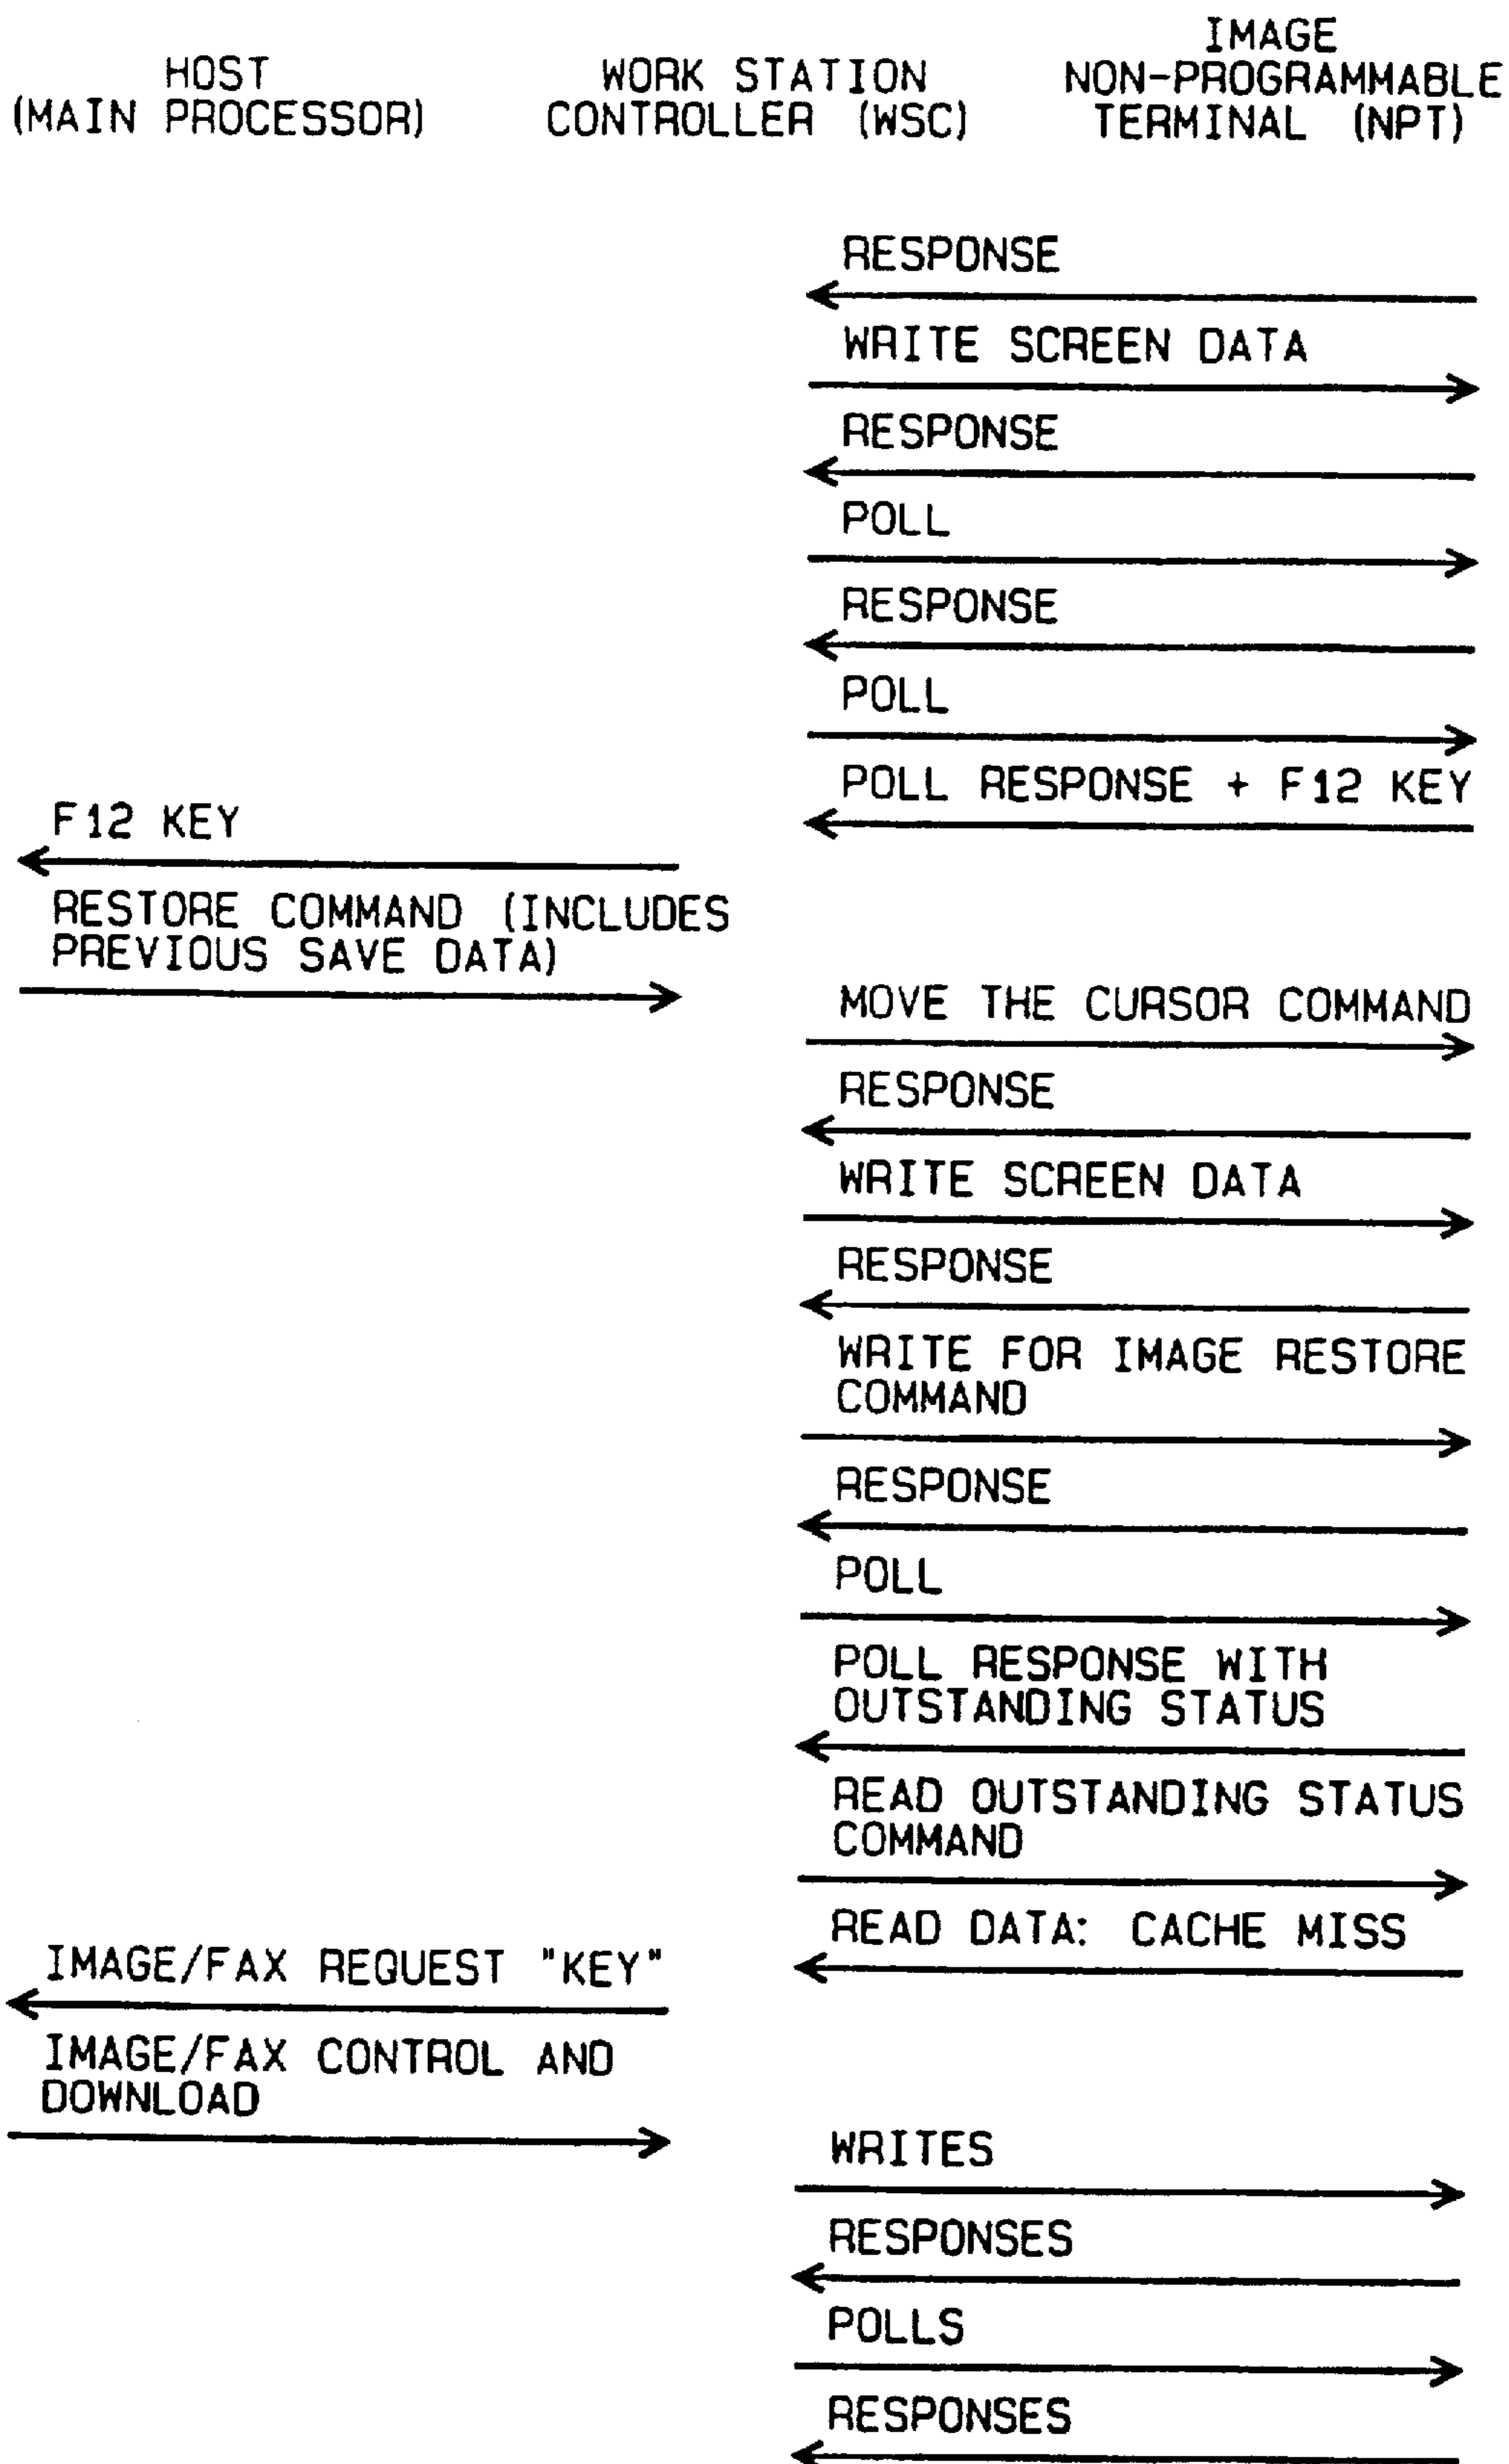 HOST
(MAIN PROCESSOR)
WORK STATION
CONTROLLER (WSC)
IMAGE
NON-PROGRAMMABLE
TERMINAL (NPT)
RESPONSE
WRITE SCREEN DATA
RESPONSE
POLL
RESPONSE
POLL
POLL RESPONSE + F12 KEY
F12 KEY
RESTORE COMMAND (INCLUDES
PREVIOUS SAVE DATA)
MOVE THE CURSOR COMMAND
RESPONSE
WRITE SCREEN DATA
RESPONSE
WRITE FOR IMAGE RESTORE
COMMAND
RESPONSE
POLL
POLL RESPONSE WITH
OUTSTANDING STATUS
READ OUTSTANDING STATUS
COMMAND
READ DATA: CACHE MISS
IMAGE/FAX REQUEST "KEY"
IMAGE/FAX CONTROL AND
DOWNLOAD
WRITES
RESPONSES
POLLS
RESPONSES